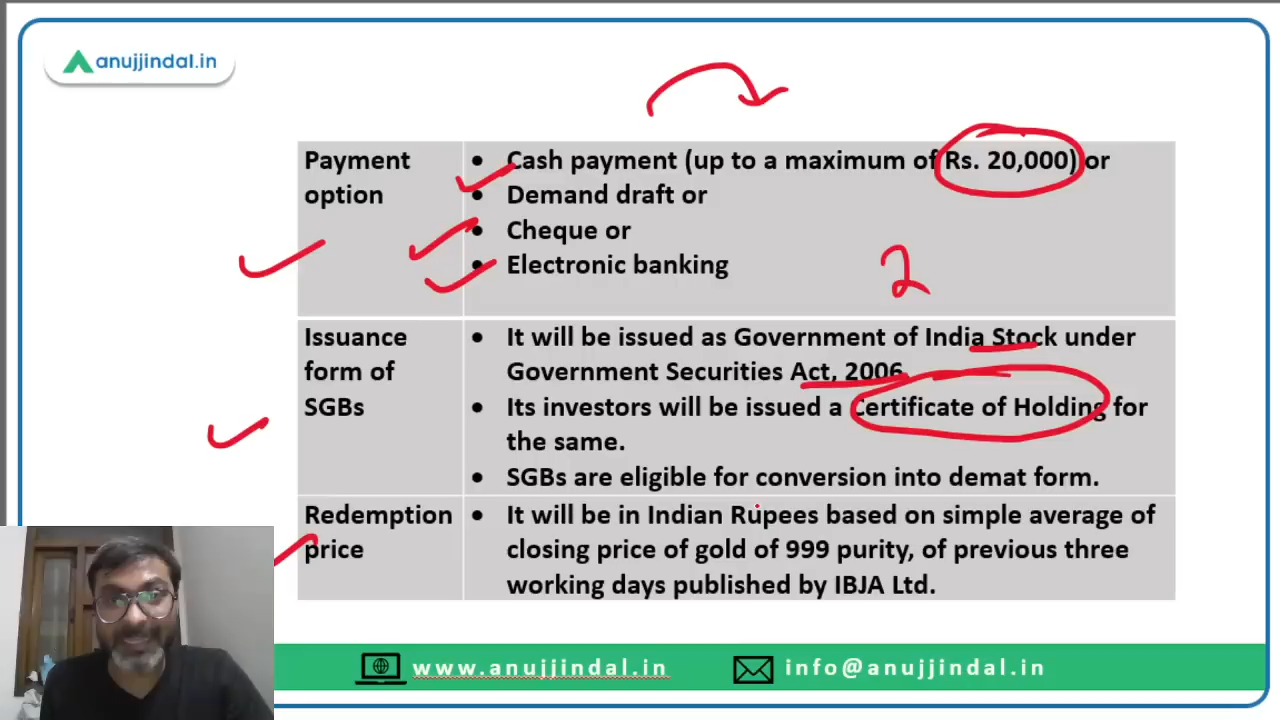 anujjindal.in
Payment option
• Cash payment (up to a maximum of Rs. 20,000) or
• Demand draft or
• Cheque or
• Electronic banking
2
Issuance form of SGBs
• It will be issued as Government of India Stock under
Government Securities Act, 2006.
• Its investors will be issued a Certificate of Holding for
the same.
• SGBs are eligible for conversion into demat form.
Redemption price
• It will be in Indian Rupees based on simple average of
closing price of gold of 999 purity, of previous three
working days published by IBJA Ltd.
www.anujjindal.in
info@anujjindal.in